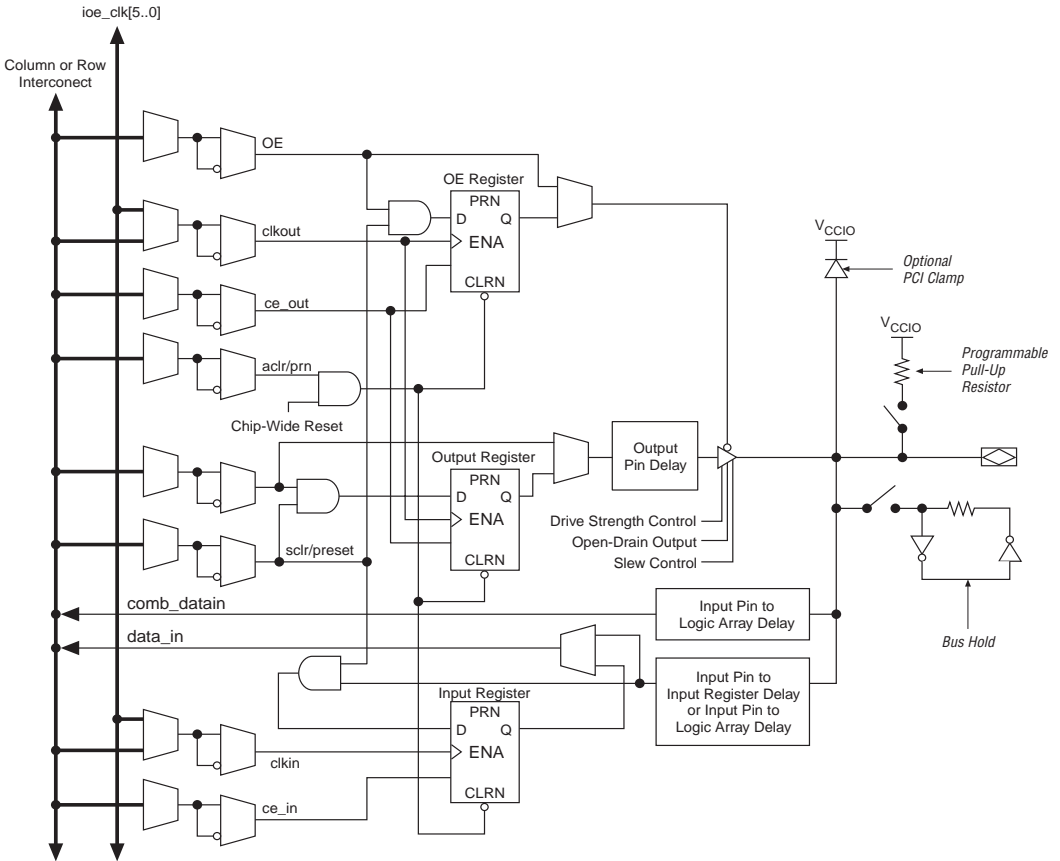 ioe_clk[5..0]
Column or Row
Interconect
OE
OE Register
PRN
D
Q
clkout
ENA
VCCIO
Optional
PCI Clamp
CLRN
ce_out
VCCIO
Programmable
Pull-Up
Resistor
aclr/prn
Chip-Wide Reset
Output
Pin Delay
Output Register
PRN
D
Q
ENA
Drive Strength Control
Open-Drain Output
Slew Control
sclr/preset
CLRN
comb_datain
Input Pin to
Logic Array Delay
Bus Hold
data_in
Input Pin to
Input Register Delay
or Input Pin to
Logic Array Delay
Input Register
PRN
D
Q
ENA
clkin
CLRN
ce_in